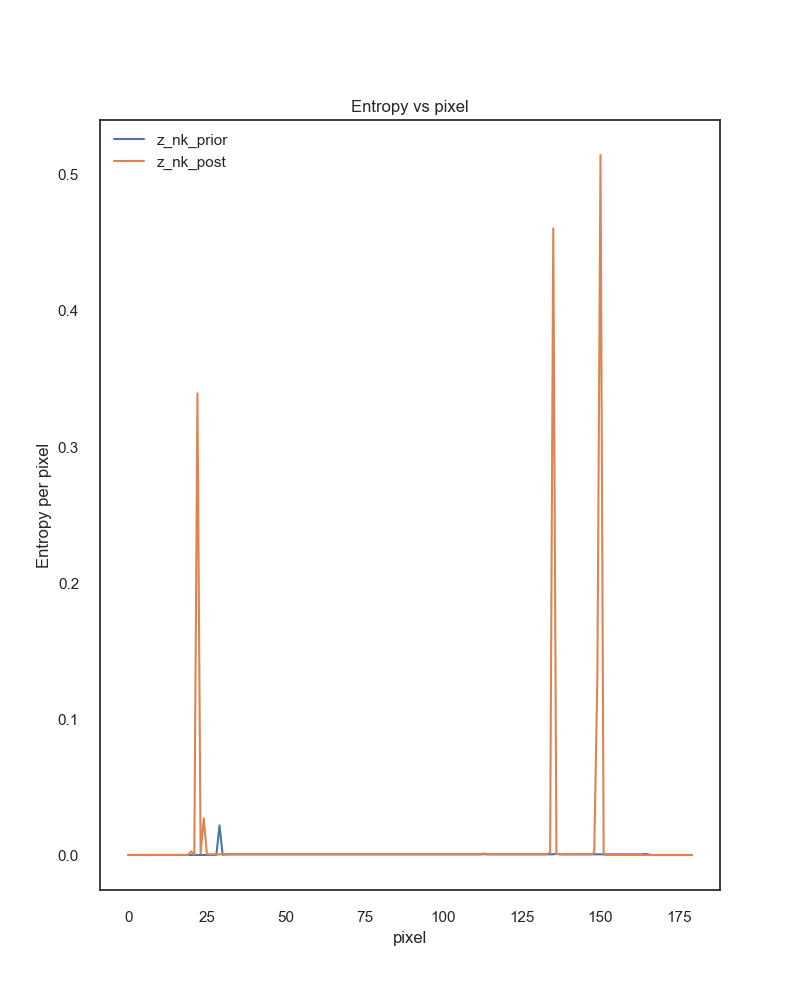 Entropy vs pixel
z_nk_prior
z_nk_post
0.5
0.4
0.3
0.2
0.1
0.0
Entropy per pixel
0 25 50 75 100 125 150 175
pixel